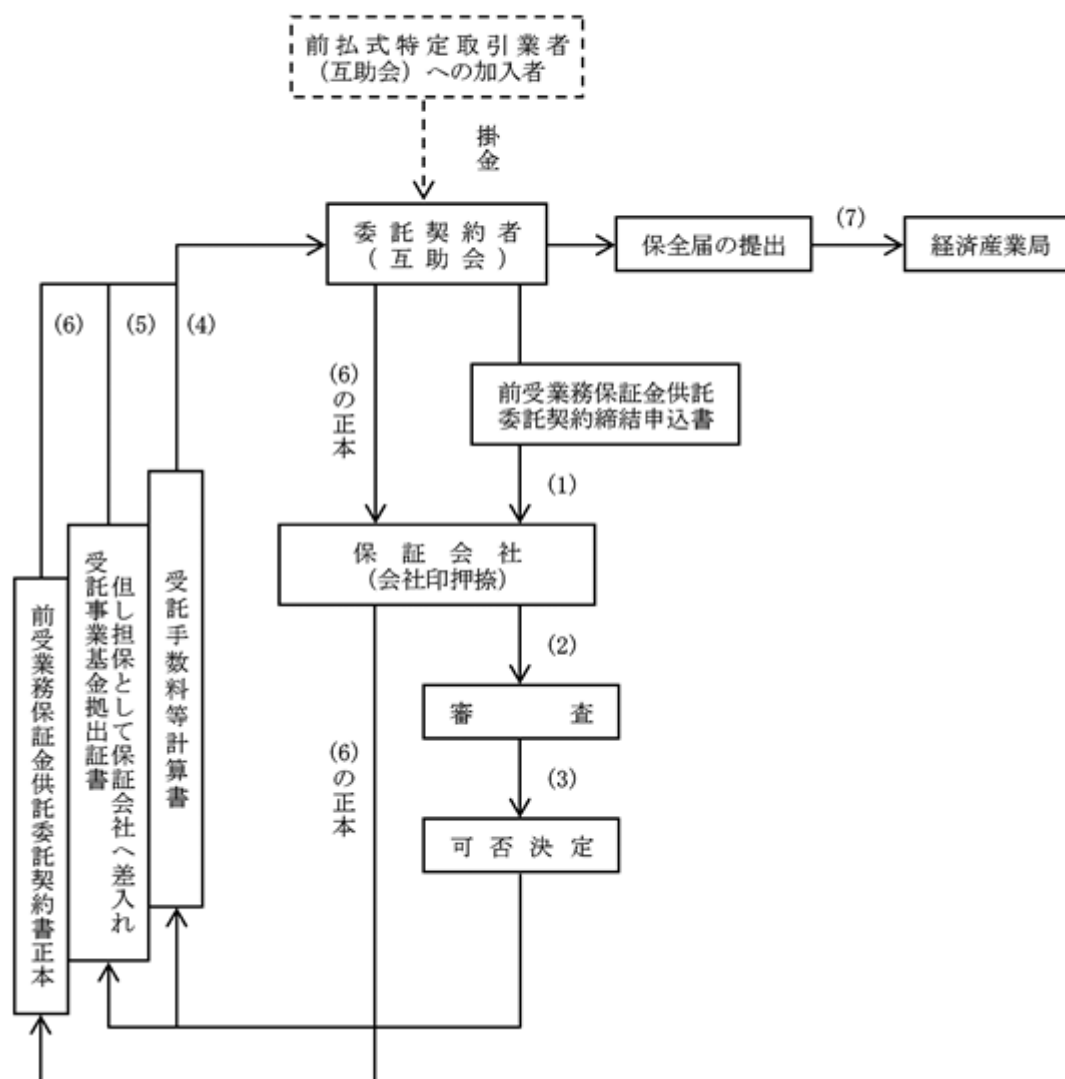 前払式特定取引業者
(互助会)への加入者
掛金
委託契約者
(互助会)
保全届の提出
(7)
経済産業局
(6)
(5)
(4)
(6)の正本
前受業務保証金供託
委託契約締結申込書
(1)
保証会社
(会社印押捺)
(2)
審査
(3)
可否決定
(6)の正本
受託手数料等計算書
受託事業基金拠出証書
但し担保として保証会社へ差入れ
前受業務保証金供託委託契約書正本